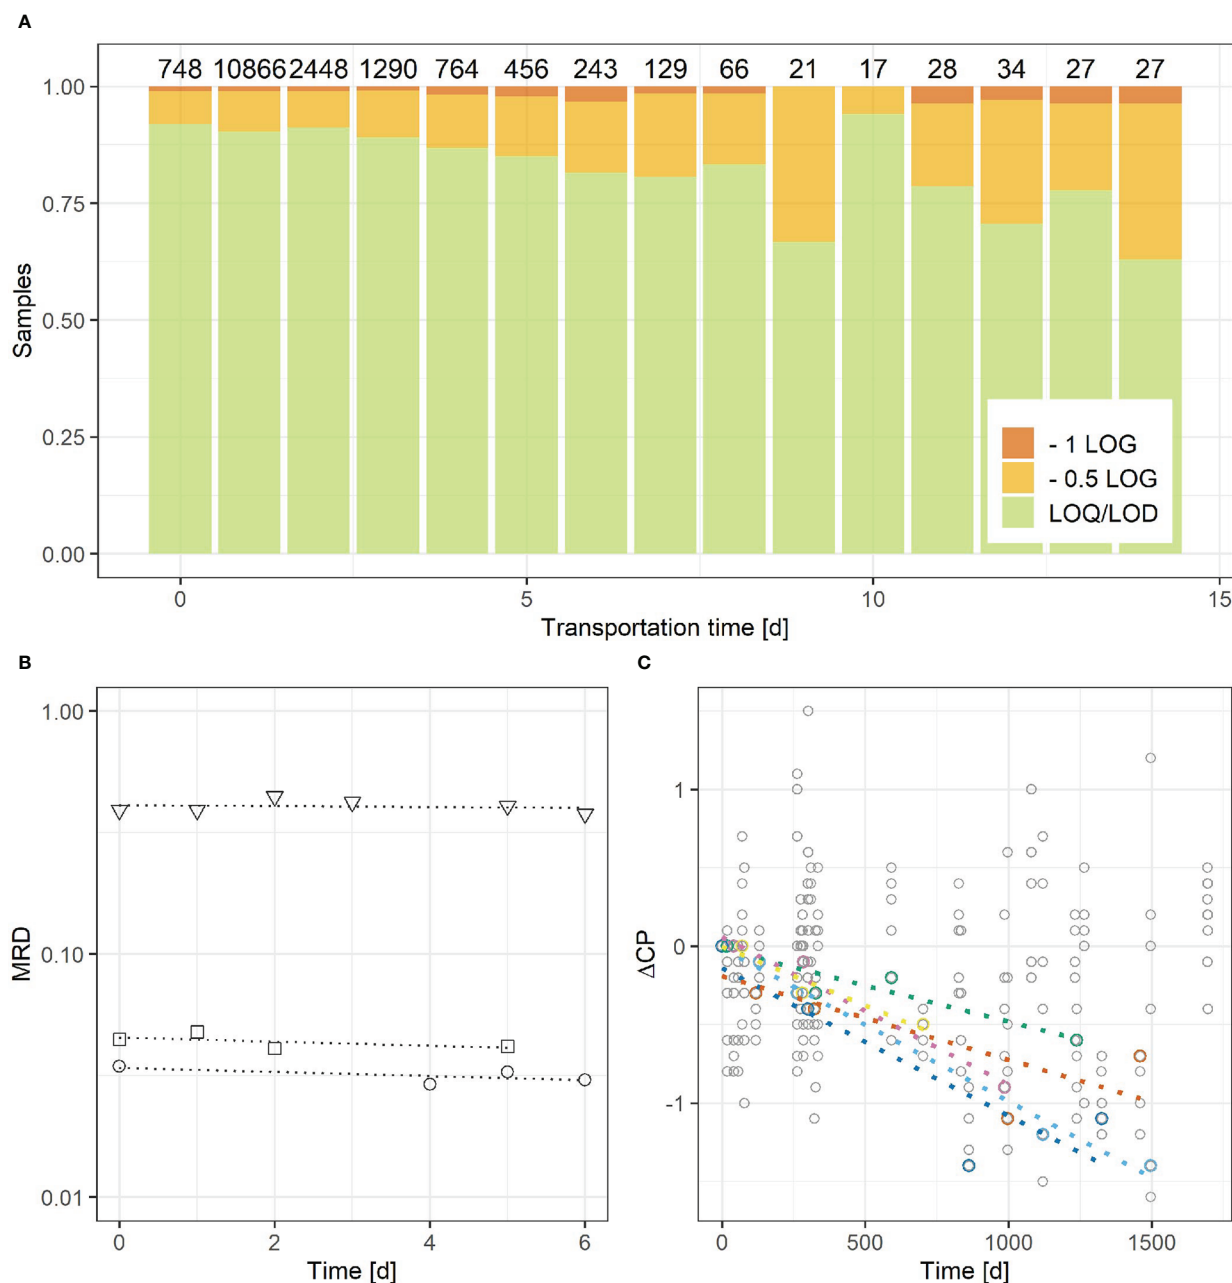 A
748 10866 2448 1290 764 456 243 129 66 21 17 28 34 27 27
1.00
0.75
0.50
0.25
0.00
Samples
- 1 LOG
- 0.5 LOG
LOQ/LOD
0 5 10 15
Transportation time [d]
B
1.00
0.10
0.01
MRD
0 2 4 6
Time [d]
C
1
0
-1
ΔCP
0 500 1000 1500
Time [d]